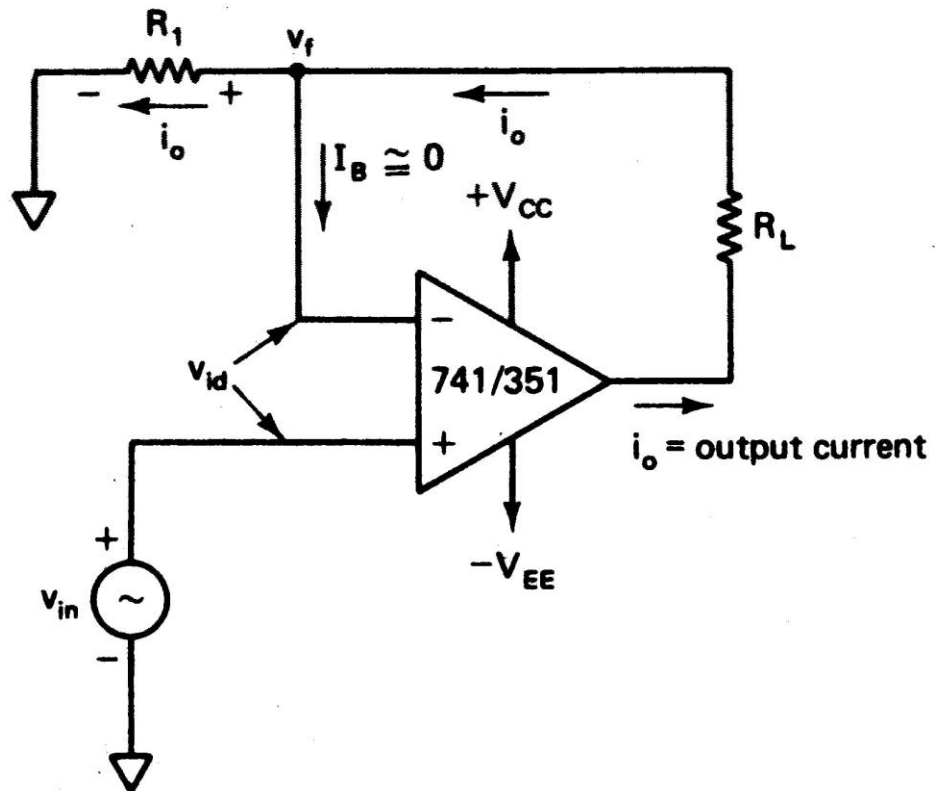 R₁
v_f
− +
i_o
i_o
I_B ≅ 0
+V_CC
R_L
−
v_id
741/351
+
i_o = output current
+
−V_EE
v_in
~
−